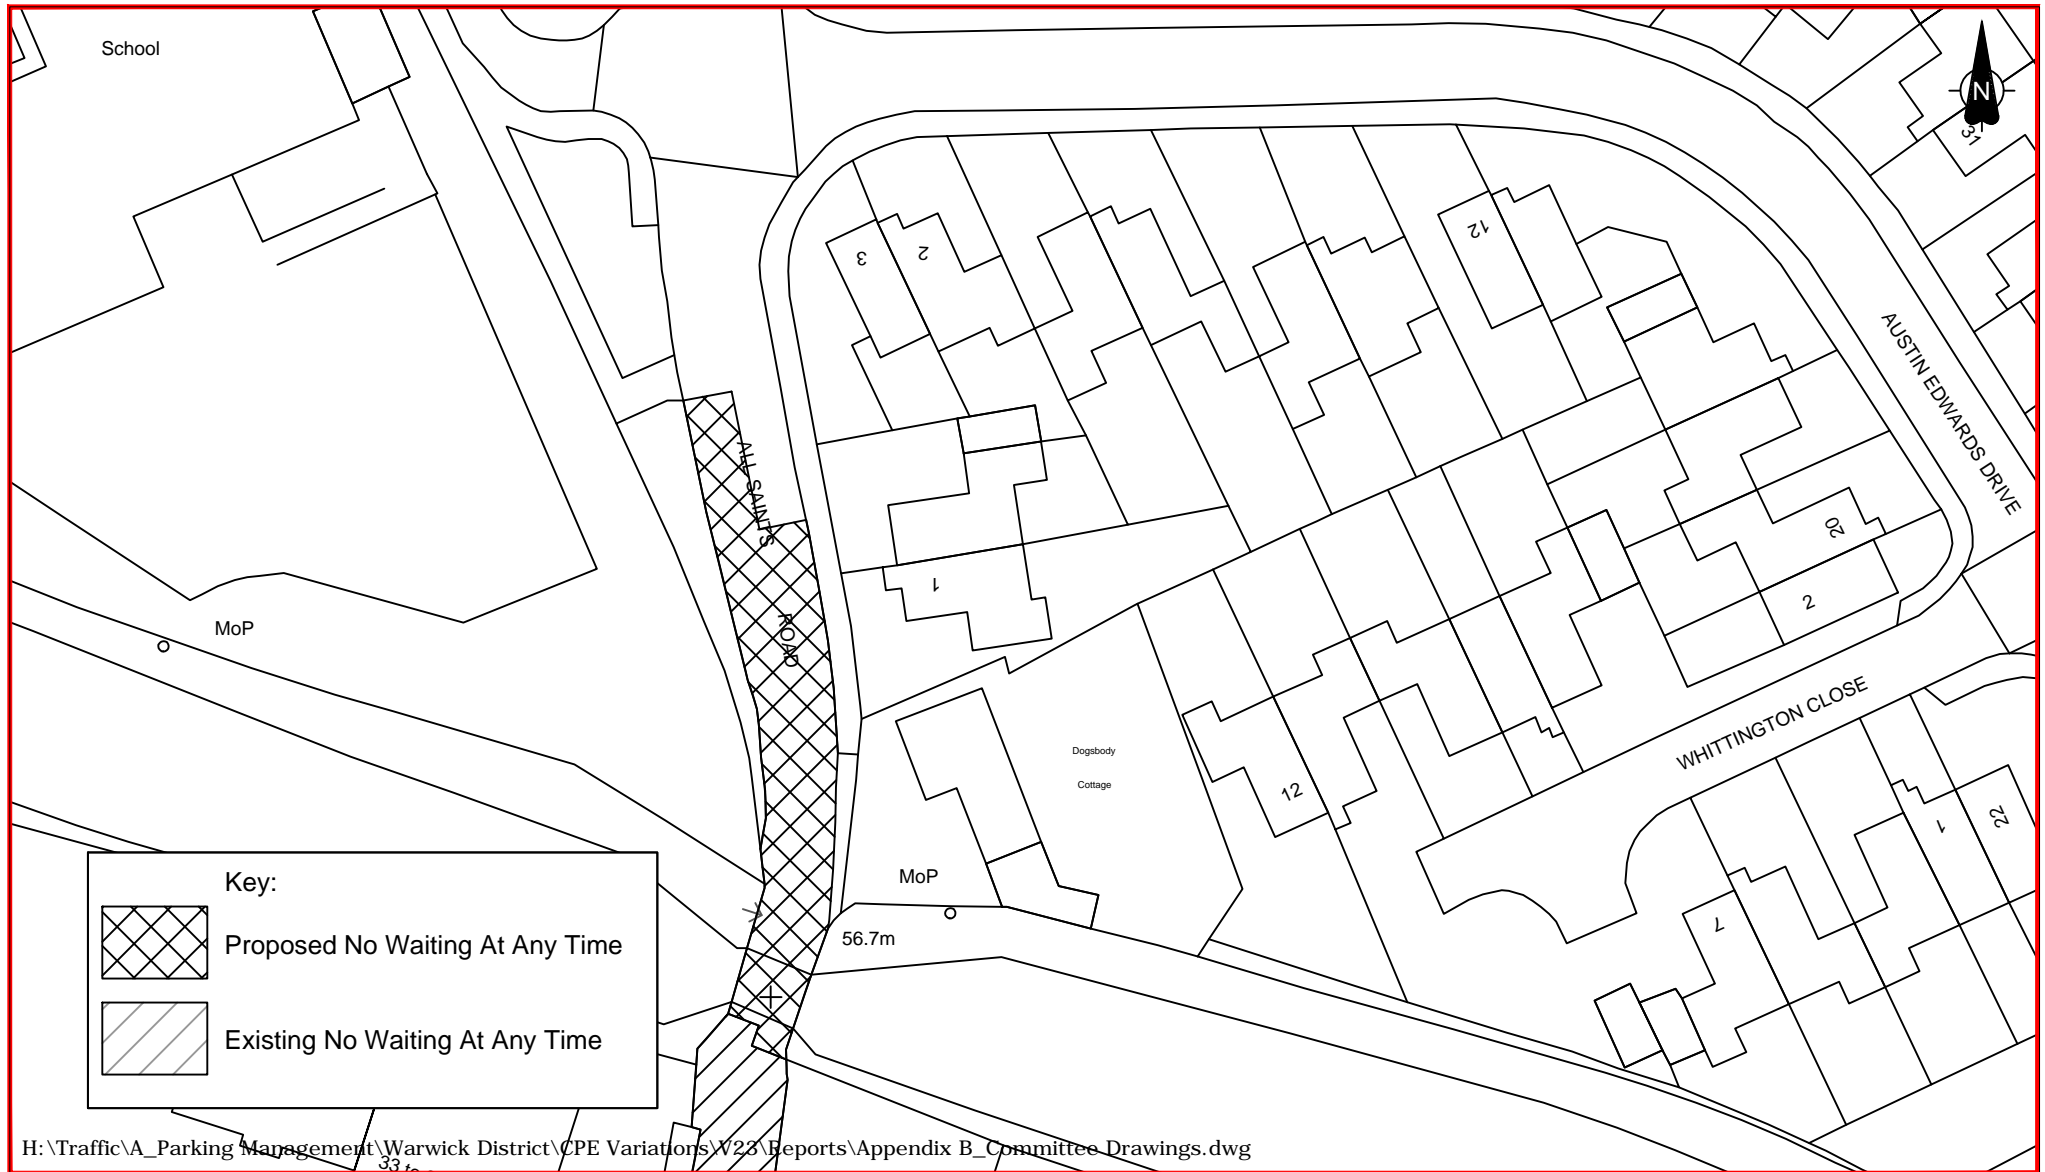 School
N
31
3
2
12
AUSTIN EDWARDS DRIVE
ALL SAINTS
ROAD
1
20
2
MoP
WHITTINGTON CLOSE
Dogsbody
Cottage
12
1
22
MoP
7
56.7m
Key:
Proposed No Waiting At Any Time
Existing No Waiting At Any Time
H:\Traffic\A_Parking Management\Warwick District\CPE Variations\V23\Reports\Appendix B_Committee Drawings.dwg
33 to